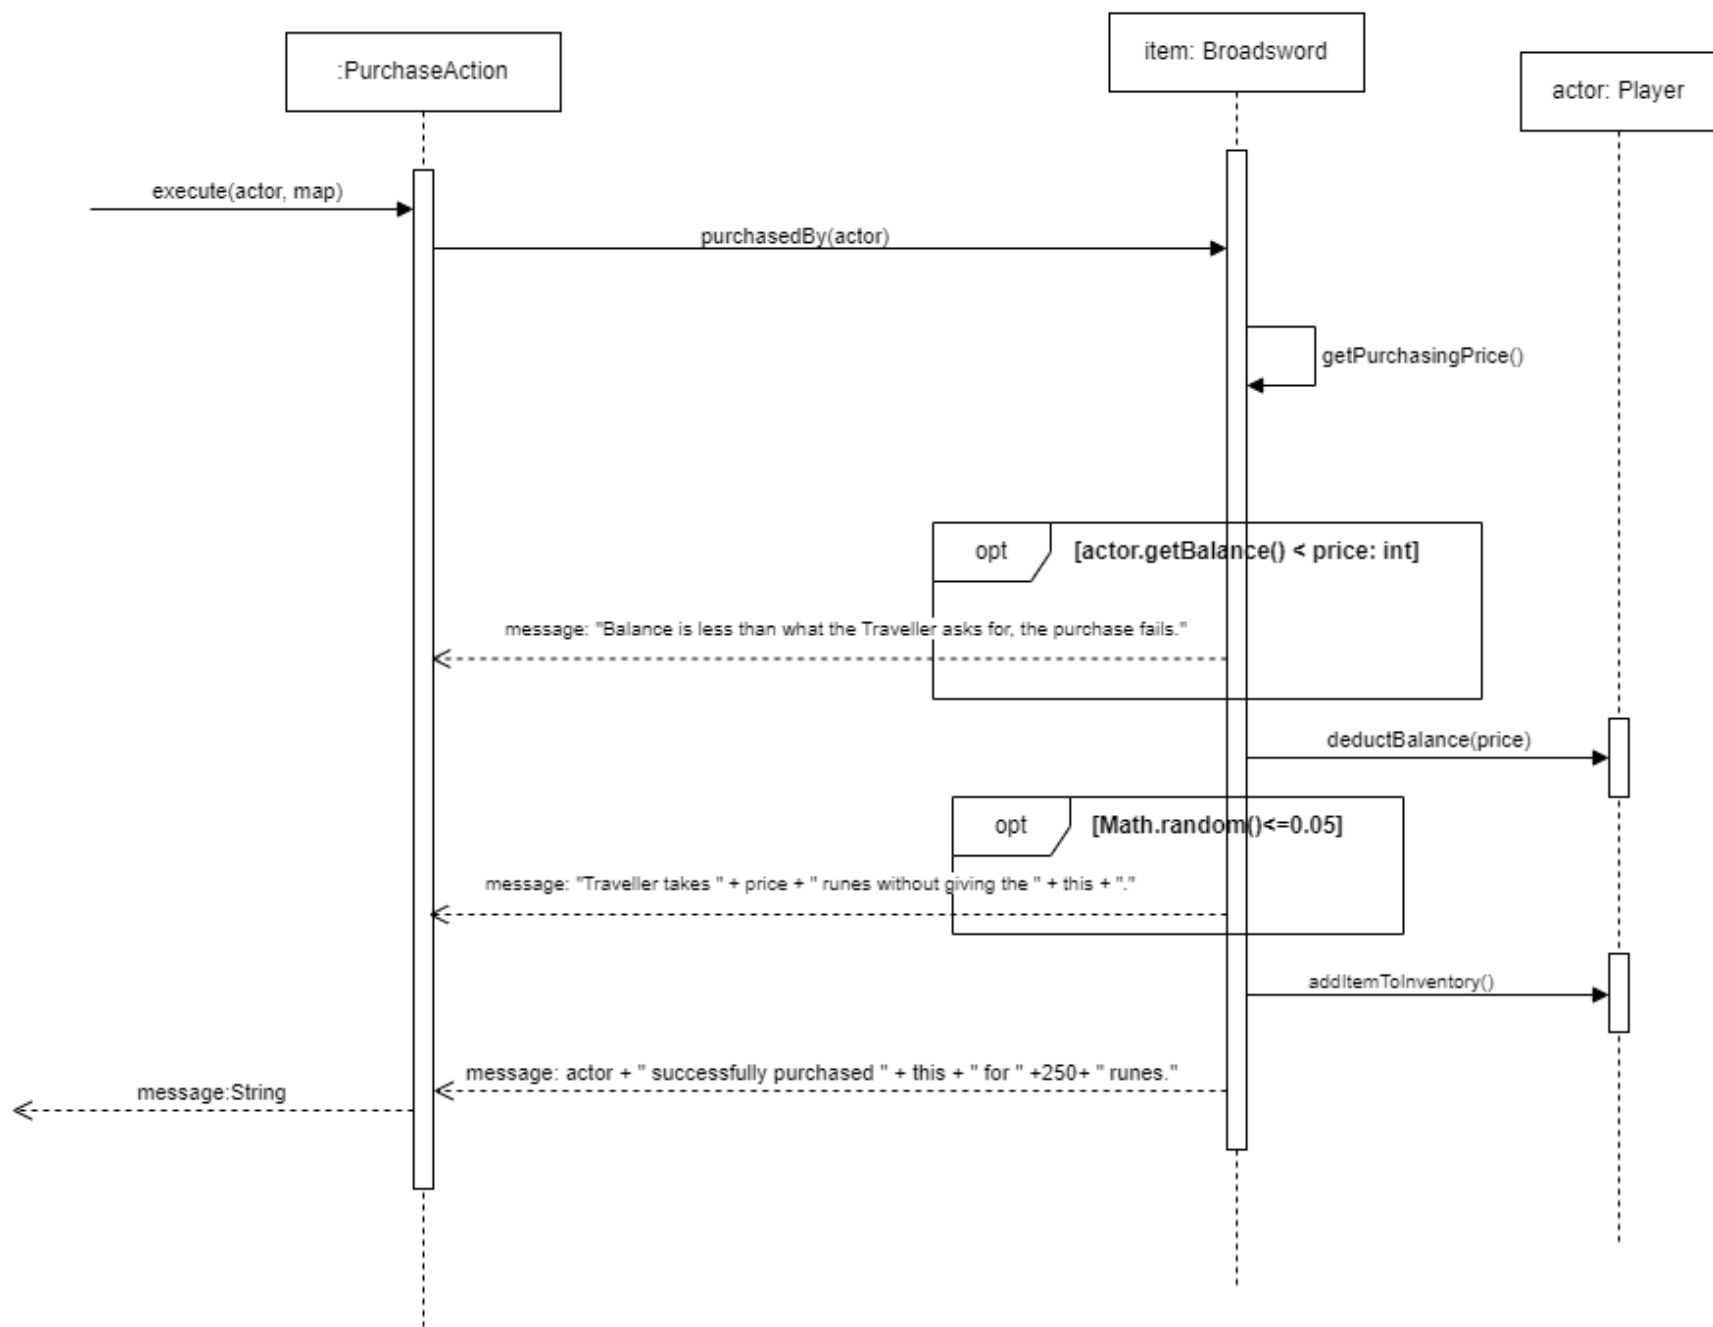 :PurchaseAction
item: Broadsword
actor: Player
execute(actor, map)
purchasedBy(actor)
getPurchasingPrice()
opt
[actor.getBalance() < price: int]
message: "Balance is less than what the Traveller asks for, the purchase fails."
deductBalance(price)
opt
[Math.random()<=0.05]
message: "Traveller takes " + price + " runes without giving the " + this + "."
addItemToInventory()
message: actor + " successfully purchased " + this + " for " +250+ " runes."
message:String